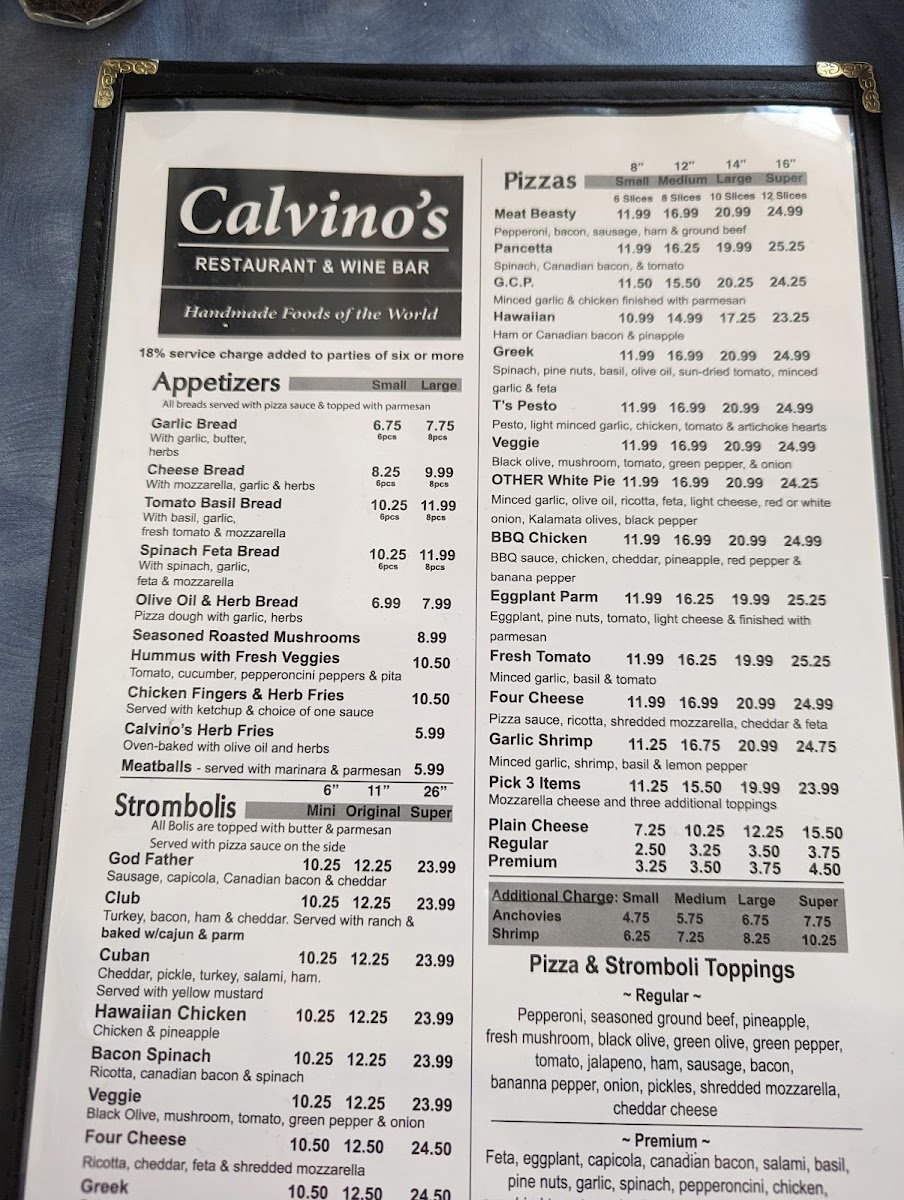 Calvino's
RESTAURANT & WINE BAR
Handmade Foods of the World
18% service charge added to parties of six or more
Appetizers Small Large
All breads served with pizza sauce & topped with parmesan
Garlic Bread 6.75 7.75
With garlic, butter, 6pcs 8pcs
herbs
Cheese Bread 8.25 9.99
With mozzarella, garlic & herbs 6pcs 8pcs
Tomato Basil Bread 10.25 11.99
With basil, garlic, 6pcs 8pcs
fresh tomato & mozzarella
Spinach Feta Bread 10.25 11.99
With spinach, garlic, 6pcs 8pcs
feta & mozzarella
Olive Oil & Herb Bread 6.99 7.99
Pizza dough with garlic, herbs
Seasoned Roasted Mushrooms 8.99
Hummus with Fresh Veggies 10.50
Tomato, cucumber, pepperoncini peppers & pita
Chicken Fingers & Herb Fries 10.50
Served with ketchup & choice of one sauce
Calvino's Herb Fries 5.99
Oven-baked with olive oil and herbs
Meatballs - served with marinara & parmesan 5.99
6" 11" 26"
Strombolis Mini Original Super
All Bolis are topped with butter & parmesan
Served with pizza sauce on the side
God Father 10.25 12.25 23.99
Sausage, capicola, Canadian bacon & cheddar
Club 10.25 12.25 23.99
Turkey, bacon, ham & cheddar. Served with ranch &
baked w/cajun & parm
Cuban 10.25 12.25 23.99
Cheddar, pickle, turkey, salami, ham.
Served with yellow mustard
Hawaiian Chicken 10.25 12.25 23.99
Chicken & pineapple
Bacon Spinach 10.25 12.25 23.99
Ricotta, canadian bacon & spinach
Veggie 10.25 12.25 23.99
Black Olive, mushroom, tomato, green pepper & onion
Four Cheese 10.50 12.50 24.50
Ricotta, cheddar, feta & shredded mozzarella
Greek 10.50 12.50 24.50
8" 12" 14" 16"
Pizzas Small Medium Large Super
6 Slices 8 Slices 10 Slices 12 Slices
Meat Beasty 11.99 16.99 20.99 24.99
Pepperoni, bacon, sausage, ham & ground beef
Pancetta 11.99 16.25 19.99 25.25
Spinach, Canadian bacon, & tomato
G.C.P. 11.50 15.50 20.25 24.25
Minced garlic & chicken finished with parmesan
Hawaiian 10.99 14.99 17.25 23.25
Ham or Canadian bacon & pinapple
Greek 11.99 16.99 20.99 24.99
Spinach, pine nuts, basil, olive oil, sun-dried tomato, minced
garlic & feta
T's Pesto 11.99 16.99 20.99 24.99
Pesto, light minced garlic, chicken, tomato & artichoke hearts
Veggie 11.99 16.99 20.99 24.99
Black olive, mushroom, tomato, green pepper, & onion
OTHER White Pie 11.99 16.99 20.99 24.25
Minced garlic, olive oil, ricotta, feta, light cheese, red or white
onion, Kalamata olives, black pepper
BBQ Chicken 11.99 16.99 20.99 24.99
BBQ sauce, chicken, cheddar, pineapple, red pepper &
banana pepper
Eggplant Parm 11.99 16.25 19.99 25.25
Eggplant, pine nuts, tomato, light cheese & finished with
parmesan
Fresh Tomato 11.99 16.25 19.99 25.25
Minced garlic, basil & tomato
Four Cheese 11.99 16.99 20.99 24.99
Pizza sauce, ricotta, shredded mozzarella, cheddar & feta
Garlic Shrimp 11.25 16.75 20.99 24.75
Minced garlic, shrimp, basil & lemon pepper
Pick 3 Items 11.25 15.50 19.99 23.99
Mozzarella cheese and three additional toppings
Plain Cheese 7.25 10.25 12.25 15.50
Regular 2.50 3.25 3.50 3.75
Premium 3.25 3.50 3.75 4.50
Additional Charge: Small Medium Large Super
Anchovies 4.75 5.75 6.75 7.75
Shrimp 6.25 7.25 8.25 10.25
Pizza & Stromboli Toppings
~ Regular ~
Pepperoni, seasoned ground beef, pineapple,
fresh mushroom, black olive, green olive, green pepper,
tomato, jalapeno, ham, sausage, bacon,
bananna pepper, onion, pickles, shredded mozzarella,
cheddar cheese
~ Premium ~
Feta, eggplant, capicola, canadian bacon, salami, basil,
pine nuts, garlic, spinach, pepperoncini, chicken,